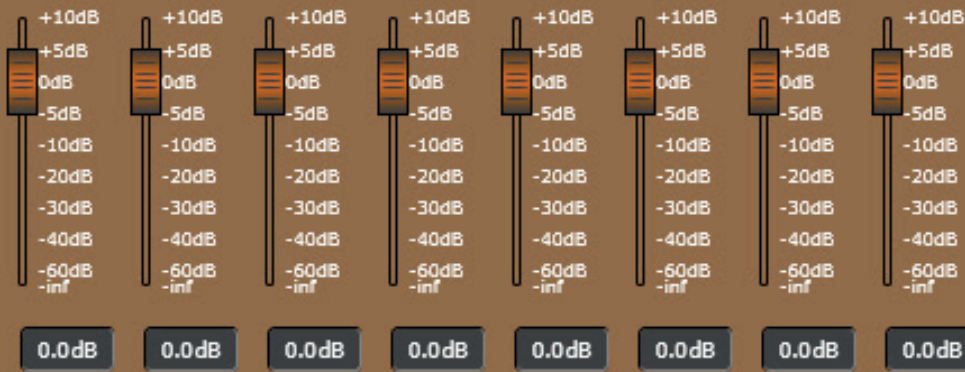 +10dB +10dB +10dB +10dB +10dB +10dB +10dB +10dB
+5dB +5dB +5dB +5dB +5dB +5dB +5dB +5dB
0dB 0dB 0dB 0dB 0dB 0dB 0dB 0dB
-5dB -5dB -5dB -5dB -5dB -5dB -5dB -5dB
-10dB -10dB -10dB -10dB -10dB -10dB -10dB -10dB
-20dB -20dB -20dB -20dB -20dB -20dB -20dB -20dB
-30dB -30dB -30dB -30dB -30dB -30dB -30dB -30dB
-40dB -40dB -40dB -40dB -40dB -40dB -40dB -40dB
-60dB -60dB -60dB -60dB -60dB -60dB -60dB -60dB
-inf -inf -inf -inf -inf -inf -inf -inf
0.0dB 0.0dB 0.0dB 0.0dB 0.0dB 0.0dB 0.0dB 0.0dB